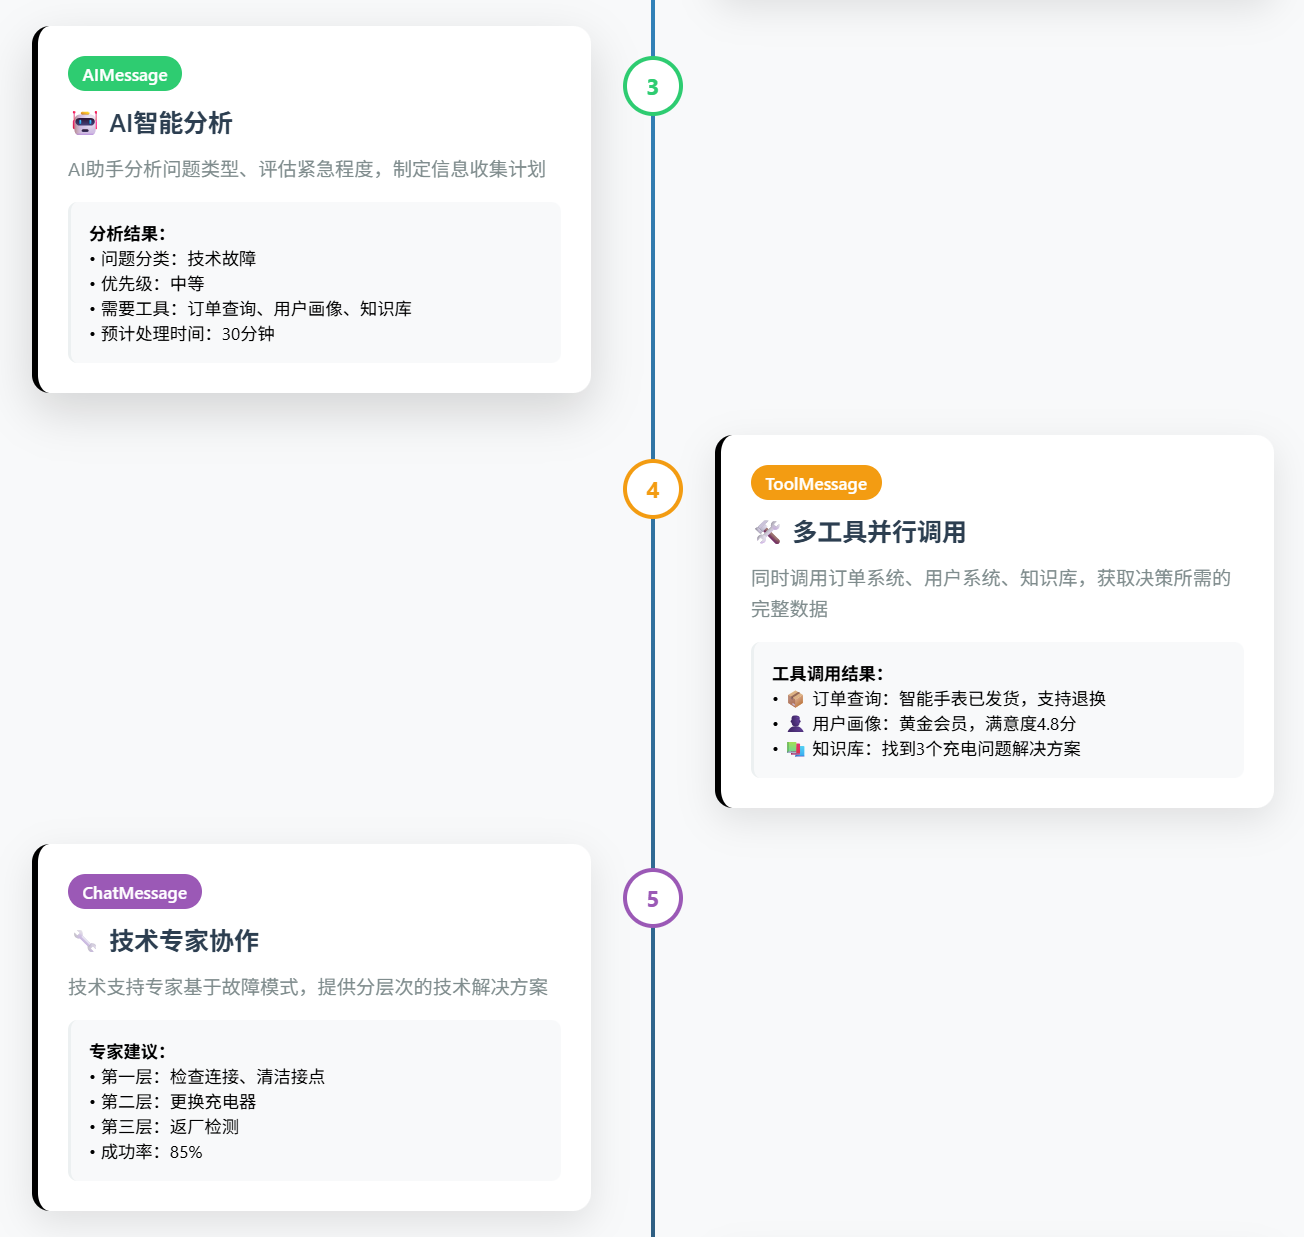 AIMessage
3
AI智能分析
AI助手分析问题类型、评估紧急程度，制定信息收集计划
分析结果：
• 问题分类：技术故障
• 优先级：中等
• 需要工具：订单查询、用户画像、知识库
• 预计处理时间：30分钟
4
ToolMessage
多工具并行调用
同时调用订单系统、用户系统、知识库，获取决策所需的
完整数据
工具调用结果：
• 订单查询：智能手表已发货，支持退换
• 用户画像：黄金会员，满意度4.8分
• 知识库：找到3个充电问题解决方案
ChatMessage
5
技术专家协作
技术支持专家基于故障模式，提供分层次的技术解决方案
专家建议：
• 第一层：检查连接、清洁接点
• 第二层：更换充电器
• 第三层：返厂检测
• 成功率：85%